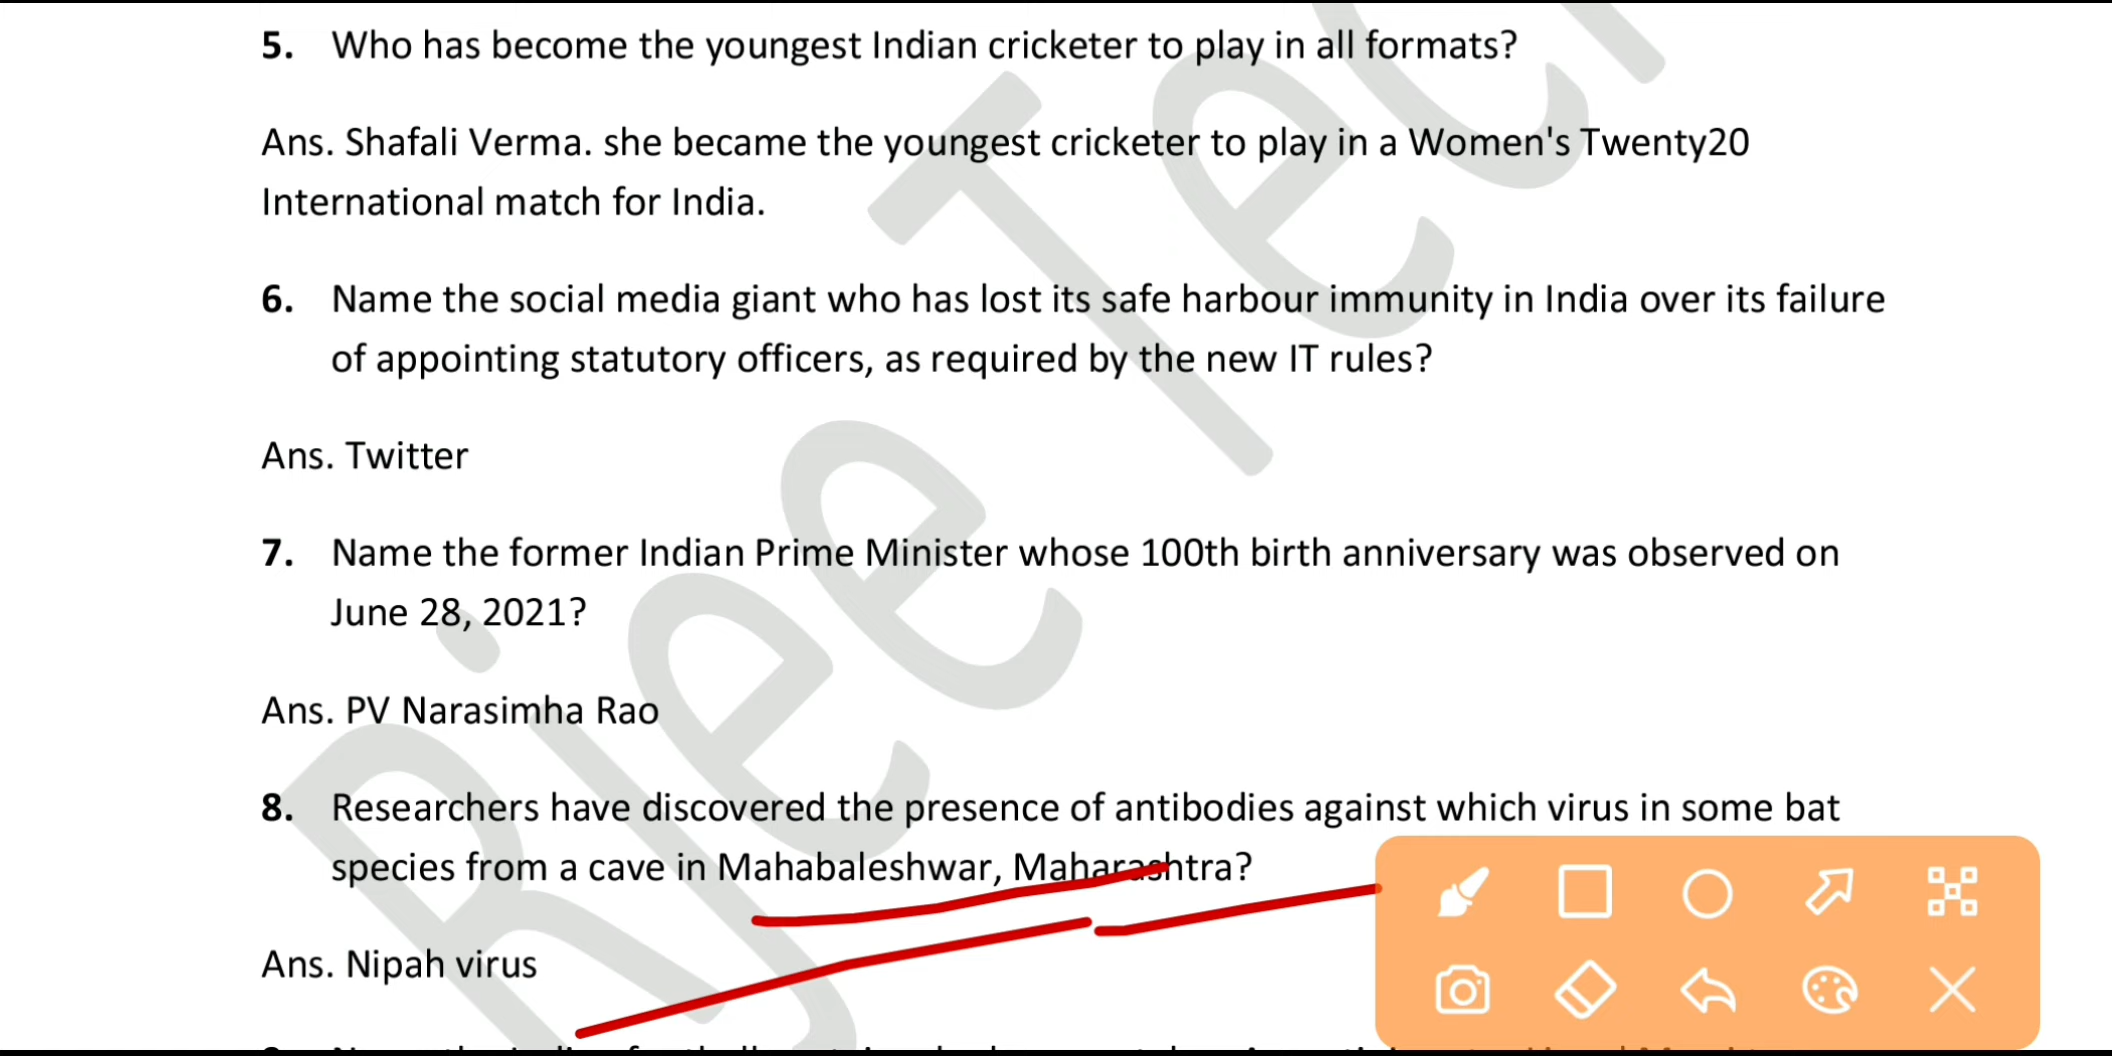 5. Who has become the youngest Indian cricketer to play in all formats?
Ans. Shafali Verma. she became the youngest cricketer to play in a Women's Twenty20
International match for India.
6. Name the social media giant who has lost its safe harbour immunity in India over its failure
of appointing statutory officers, as required by the new IT rules?
Ans. Twitter
7. Name the former Indian Prime Minister whose 100th birth anniversary was observed on
June 28, 2021?
Ans. PV Narasimha Rao
8. Researchers have discovered the presence of antibodies against which virus in some bat
species from a cave in Mahabaleshwar, Maharashtra?
Ans. Nipah virus